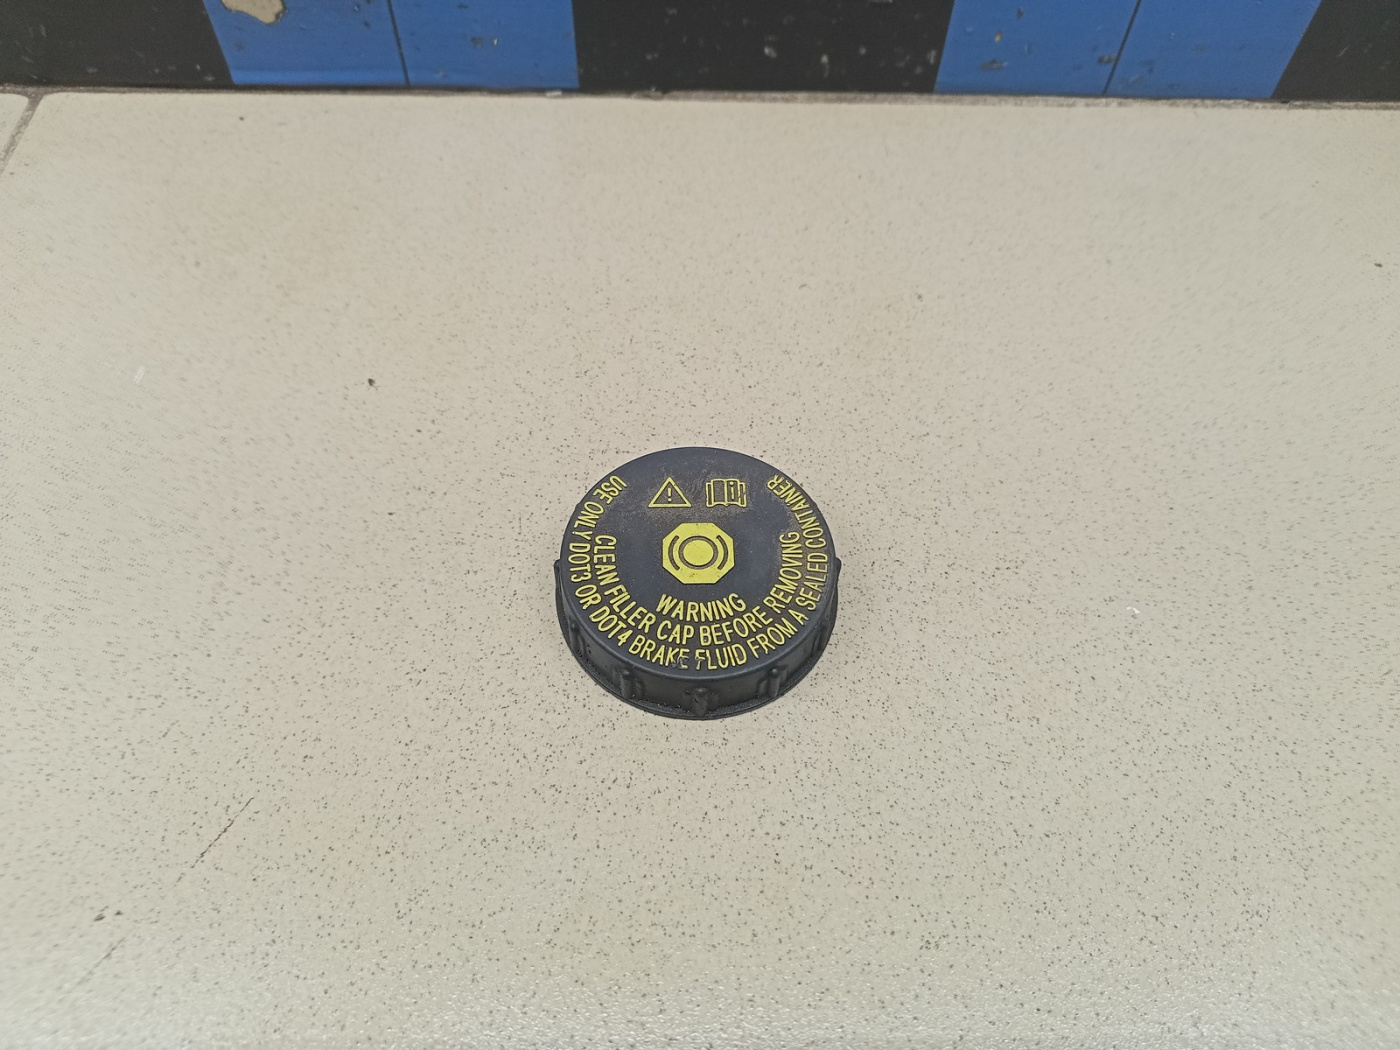 WARNING
CLEAN FILLER CAP BEFORE REMOVING
USE ONLY DOT3 OR DOT4 BRAKE FLUID FROM A SEALED CONTAINER